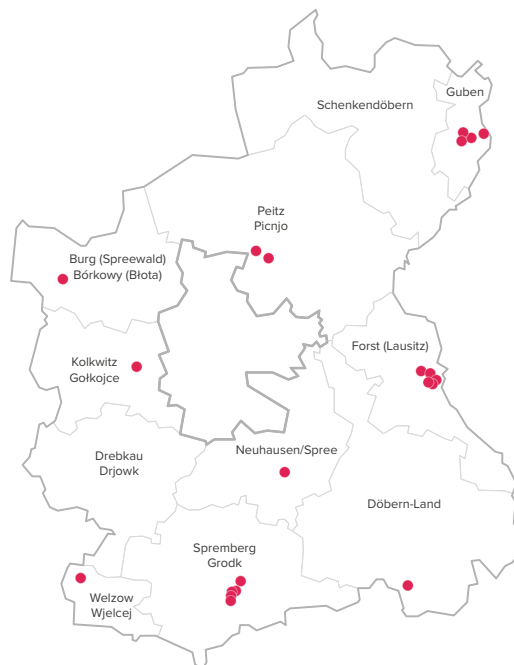 Guben
Schenkendöbern
Peitz
Picnjo
Burg (Spreewald)
Bórkowy (Błota)
Forst (Lausitz)
Kolkwitz
Gołkojce
Neuhausen/Spree
Drebkau
Drjowk
Döbern-Land
Spremberg
Grodk
Welzow
Wjelcej